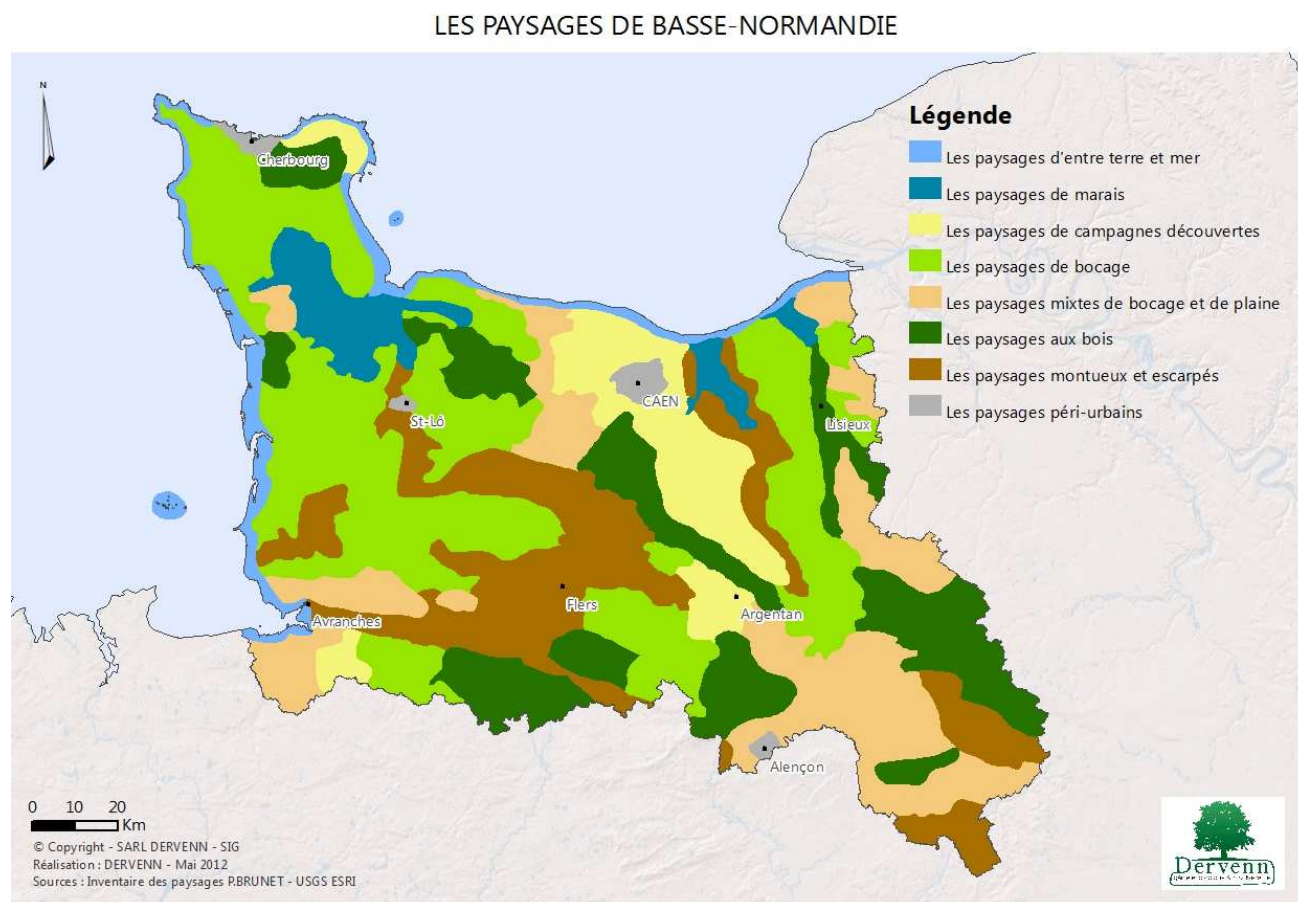 LES PAYSAGES DE BASSE-NORMANDIE
N
Légende
Les paysages d'entre terre et mer
Les paysages de marais
Les paysages de campagnes découvertes
Les paysages de bocage
Les paysages mixtes de bocage et de plaine
Les paysages aux bois
Les paysages montueux et escarpés
Les paysages péri-urbains
Cherbourg
CAEN
St-Lô
Lisieux
Flers
Argentan
Avranches
Alençon
0 10 20
Km
© Copyright - SARL DERVENN - SIG
Réalisation : DERVENN - Mai 2012
Sources : Inventaire des paysages P.BRUNET - USGS ESRI
Dervenn